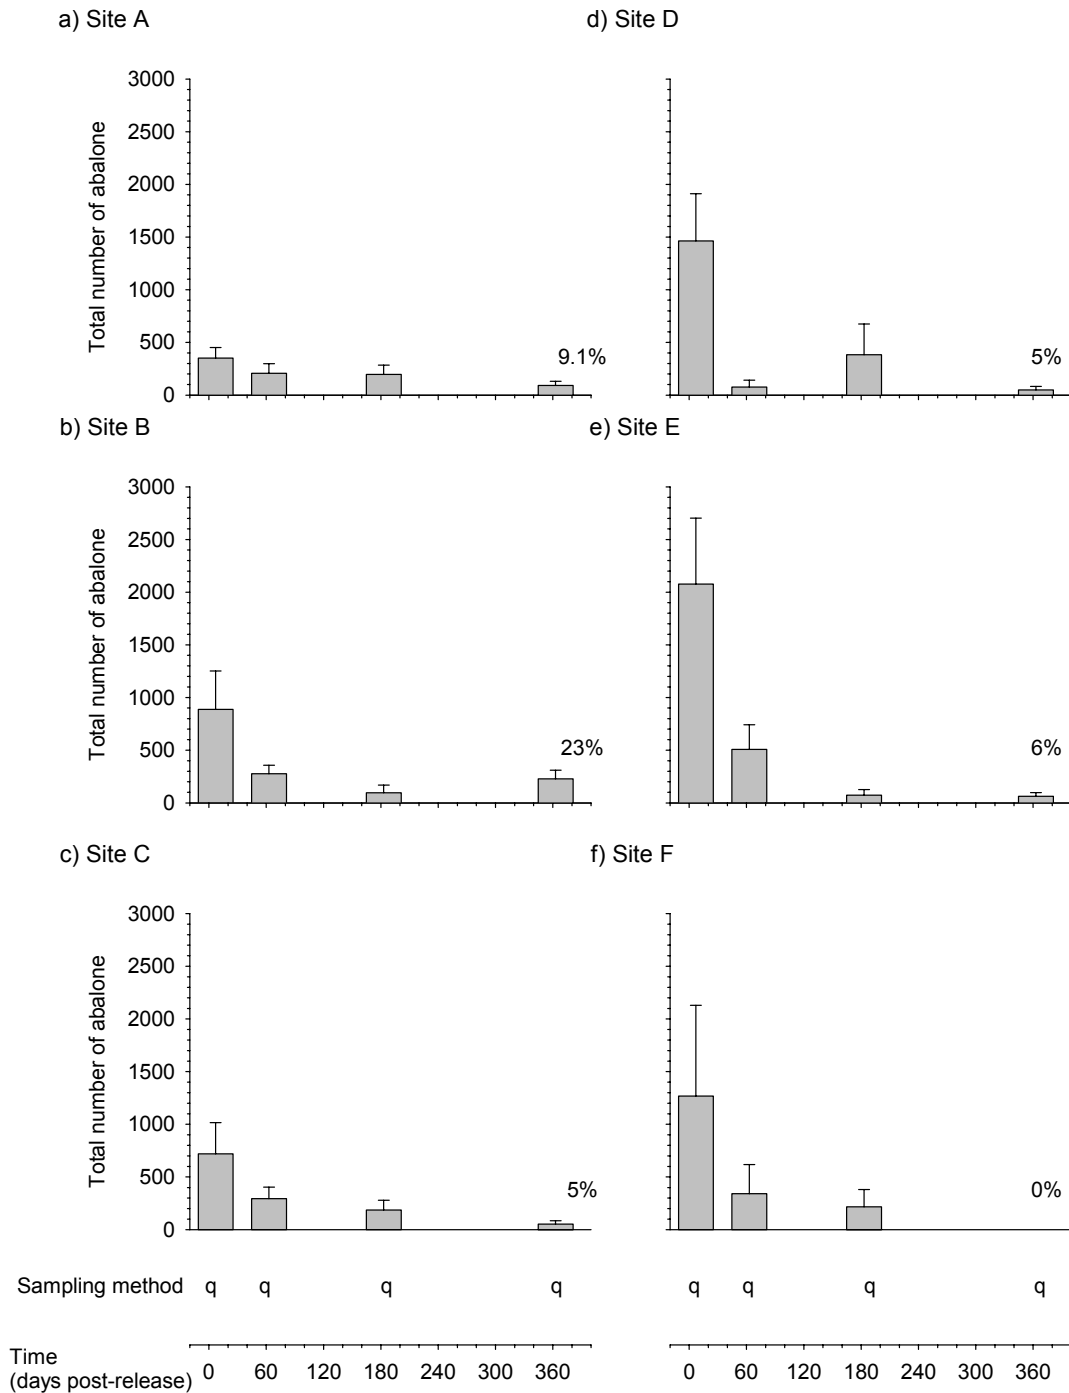 a) Site A
d) Site D
Total number of abalone
3000
2500
2000
1500
1000
500
0
9.1%
5%
b) Site B
e) Site E
Total number of abalone
3000
2500
2000
1500
1000
500
0
23%
6%
c) Site C
f) Site F
Total number of abalone
3000
2500
2000
1500
1000
500
0
5%
0%
Sampling method q q q q q q q q
Time
(days post-release)
0 60 120 180 240 300 360 0 60 120 180 240 300 360